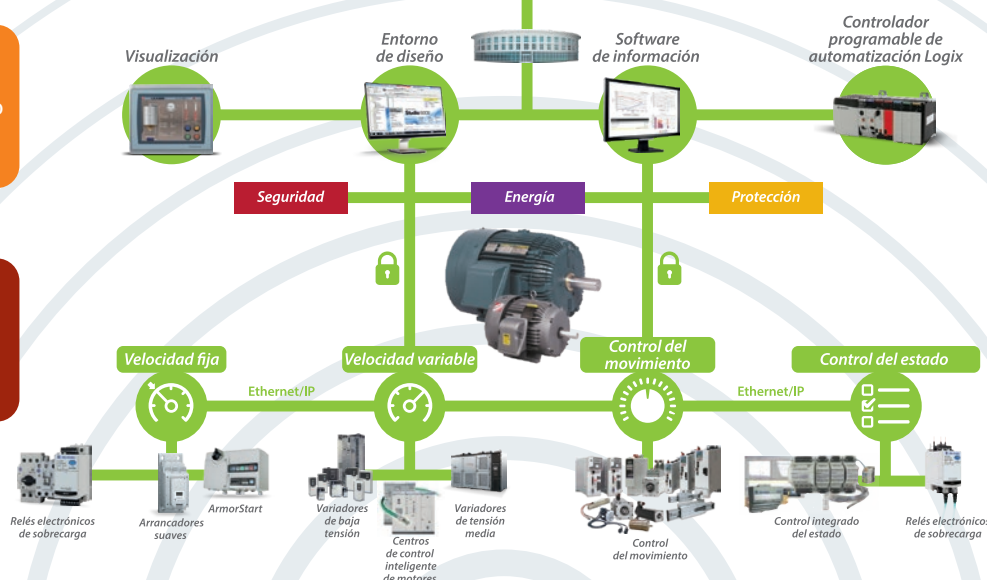 Visualización
Entorno
de diseño
Software
de información
Controlador
programable de
automatización Logix
Seguridad
Energía
Protección
Velocidad fija
Velocidad variable
Control del
movimiento
Control del estado
Ethernet/IP
Ethernet/IP
Relés electrónicos
de sobrecarga
Arrancadores
suaves
ArmorStart
Variadores
de baja
tensión
Centros
de control
inteligente
de motores
Variadores
de tensión
media
Control
del movimiento
Control integrado
del estado
Relés electrónicos
de sobrecarga